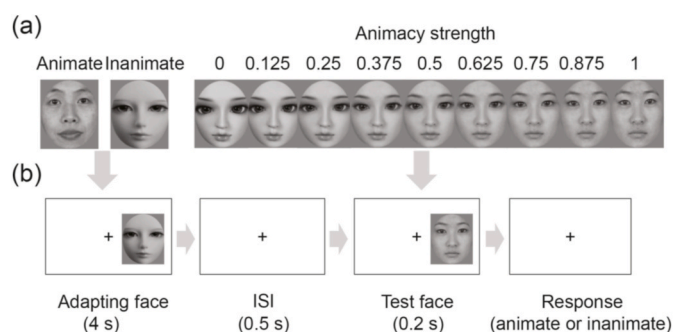 (a)
Animacy strength
Animate Inanimate
0 0.125 0.25 0.375 0.5 0.625 0.75 0.875 1
(b)
Adapting face
(4 s)
ISI
(0.5 s)
Test face
(0.2 s)
Response
(animate or inanimate)